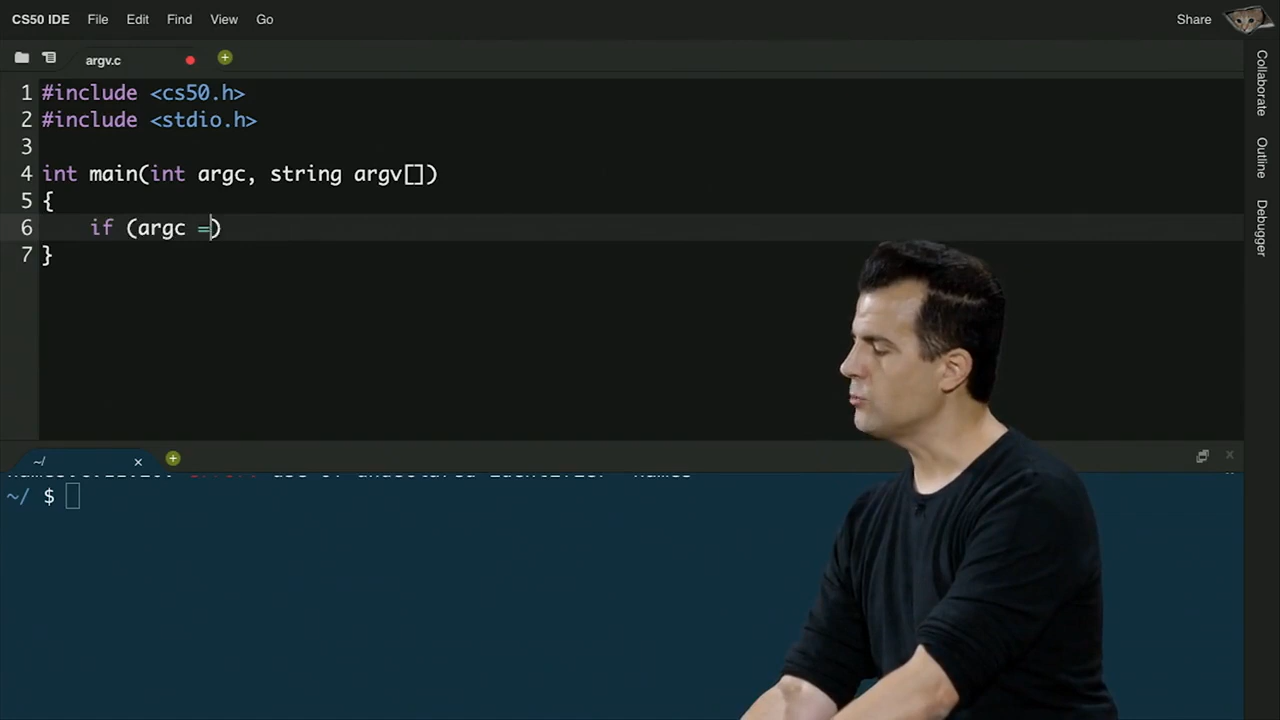 CS50 IDE File Edit Find View Go Share
argv.c
1 #include <cs50.h>
2 #include <stdio.h>
3
4 int main(int argc, string argv[])
5 {
6 if (argc =)
7 }
Collaborate
Outline
Debugger
~/
~/ $